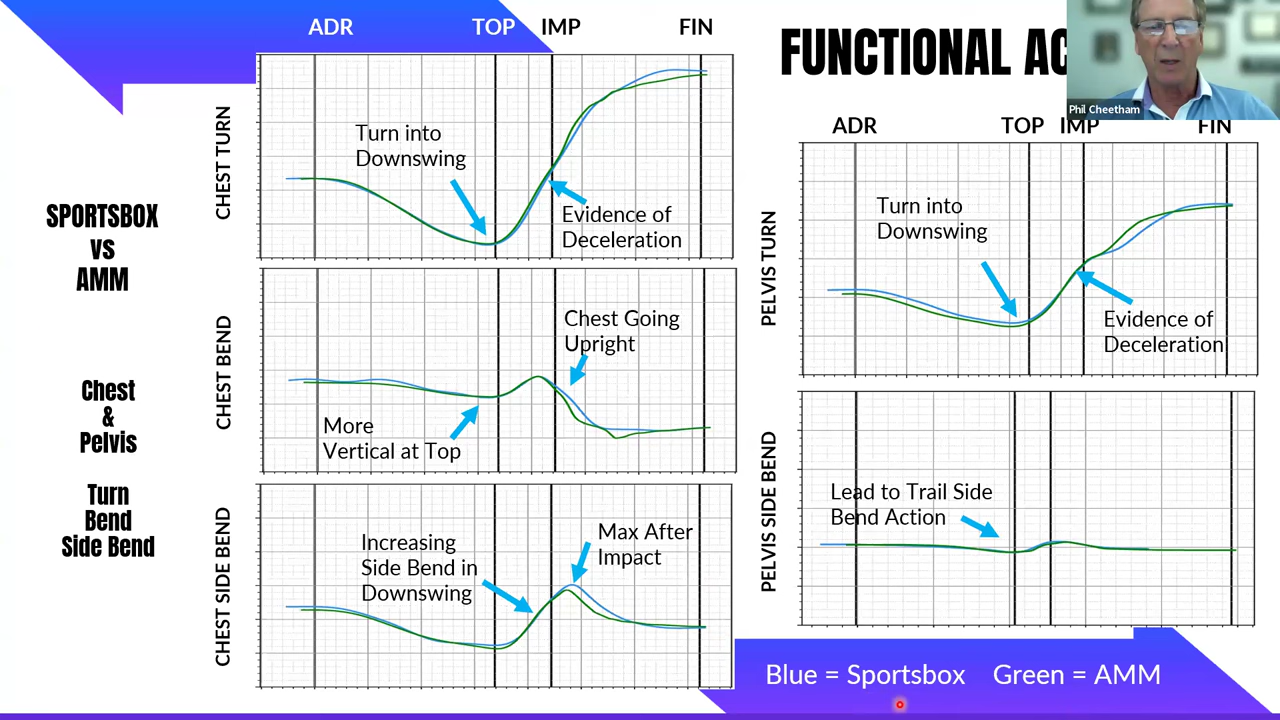 ADR TOP IMP FIN
FUNCTIONAL AC
Phil Cheetham
SPORTSBOX
VS
AMM
Chest
&
Pelvis
Turn
Bend
Side Bend
CHEST TURN
Turn into
Downswing
Evidence of
Deceleration
CHEST BEND
Chest Going
Upright
More
Vertical at Top
CHEST SIDE BEND
Increasing
Side Bend in
Downswing
Max After
Impact
ADR TOP IMP FIN
PELVIS TURN
Turn into
Downswing
Evidence of
Deceleration
PELVIS SIDE BEND
Lead to Trail Side
Bend Action
Blue = Sportsbox Green = AMM